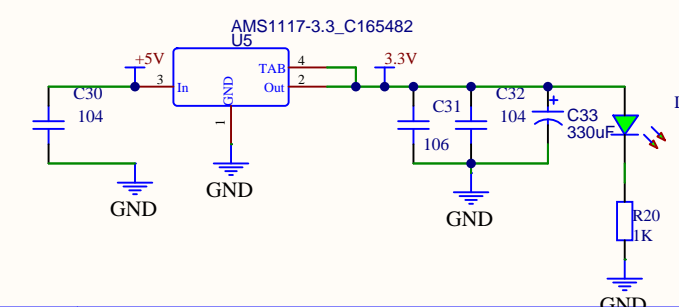 AMS1117-3.3_C165482
U5
+5V
3.3V
TAB
4
3
In
GND
Out
2
1
C30
104
C31
106
C32
104
C33
330uF
GND
GND
GND
R20
1K
GND